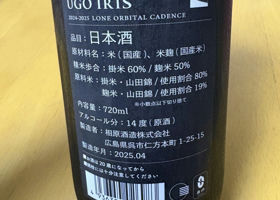 UGO IRIS
2024-2025 LONE ORBITAL CADENCE
品目：日本酒
原材料名：米（国産）、米麹（国産米）
精米歩合：掛米 60%／麹米 50%
原料米：掛米・山田錦／使用割合 80%
麹米・山田錦／使用割合 19%
※小数点以下切り捨て
内容量：720ml
アルコール分：14度（原酒）
製造者：相原酒造株式会社
広島県呉市仁方本町 1-25-15
製造年月：2025.04